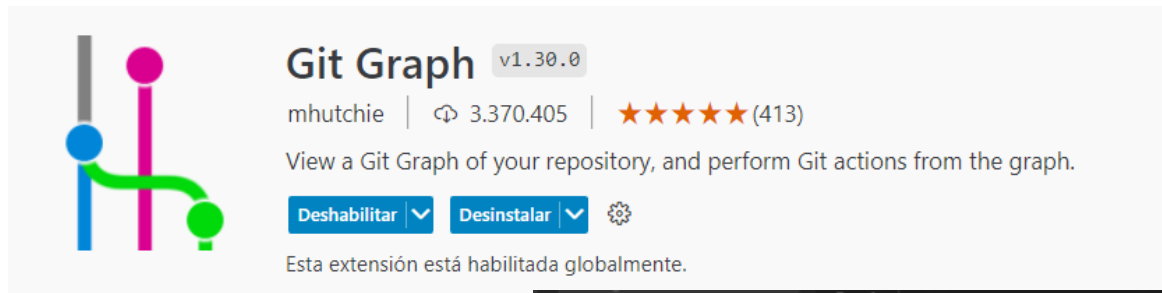 Git Graph v1.30.0
mhutchie 3.370.405 (413)
View a Git Graph of your repository, and perform Git actions from the graph.
Deshabilitar Desinstalar
Esta extensión está habilitada globalmente.